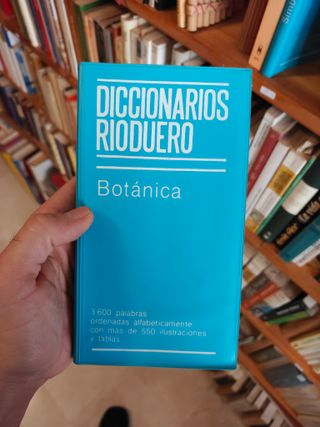 DICCIONARIOS
RIODUERO
Botánica
3.600 palabras
ordenadas alfabéticamente
con más de 550 ilustraciones
y tablas